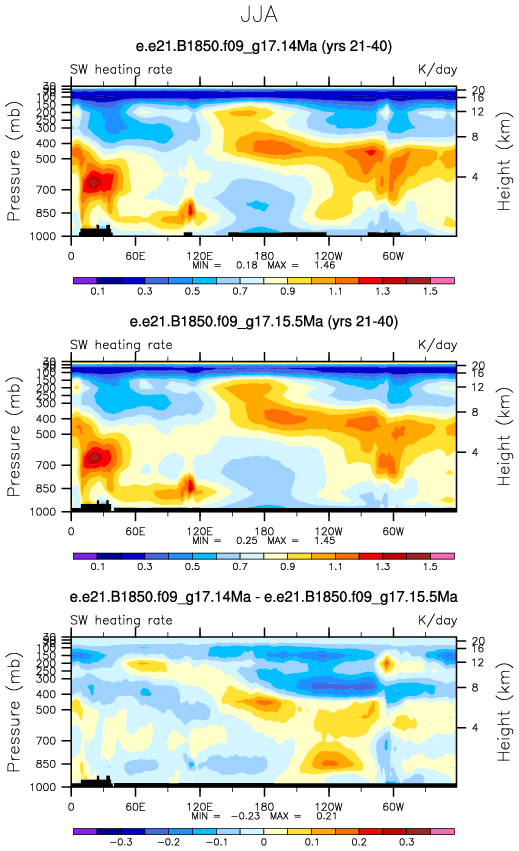 JJA
e.e21.B1850.f09_g17.14Ma (yrs 21-40)
SW heating rate K/day
Pressure (mb)
30
100
150
200
250
300
400
500
700
850
1000
20
16
12
8
4
Height (km)
0 60E 120E 180 120W 60W
MIN = 0.18 MAX = 1.46
0.1 0.3 0.5 0.7 0.9 1.1 1.3 1.5
e.e21.B1850.f09_g17.15.5Ma (yrs 21-40)
SW heating rate K/day
Pressure (mb)
30
100
150
200
250
300
400
500
700
850
1000
20
16
12
8
4
Height (km)
0 60E 120E 180 120W 60W
MIN = 0.25 MAX = 1.45
0.1 0.3 0.5 0.7 0.9 1.1 1.3 1.5
e.e21.B1850.f09_g17.14Ma - e.e21.B1850.f09_g17.15.5Ma
SW heating rate K/day
Pressure (mb)
30
100
150
200
250
300
400
500
700
850
1000
20
16
12
8
4
Height (km)
0 60E 120E 180 120W 60W
MIN = -0.23 MAX = 0.21
-0.3 -0.2 -0.1 0 0.1 0.2 0.3